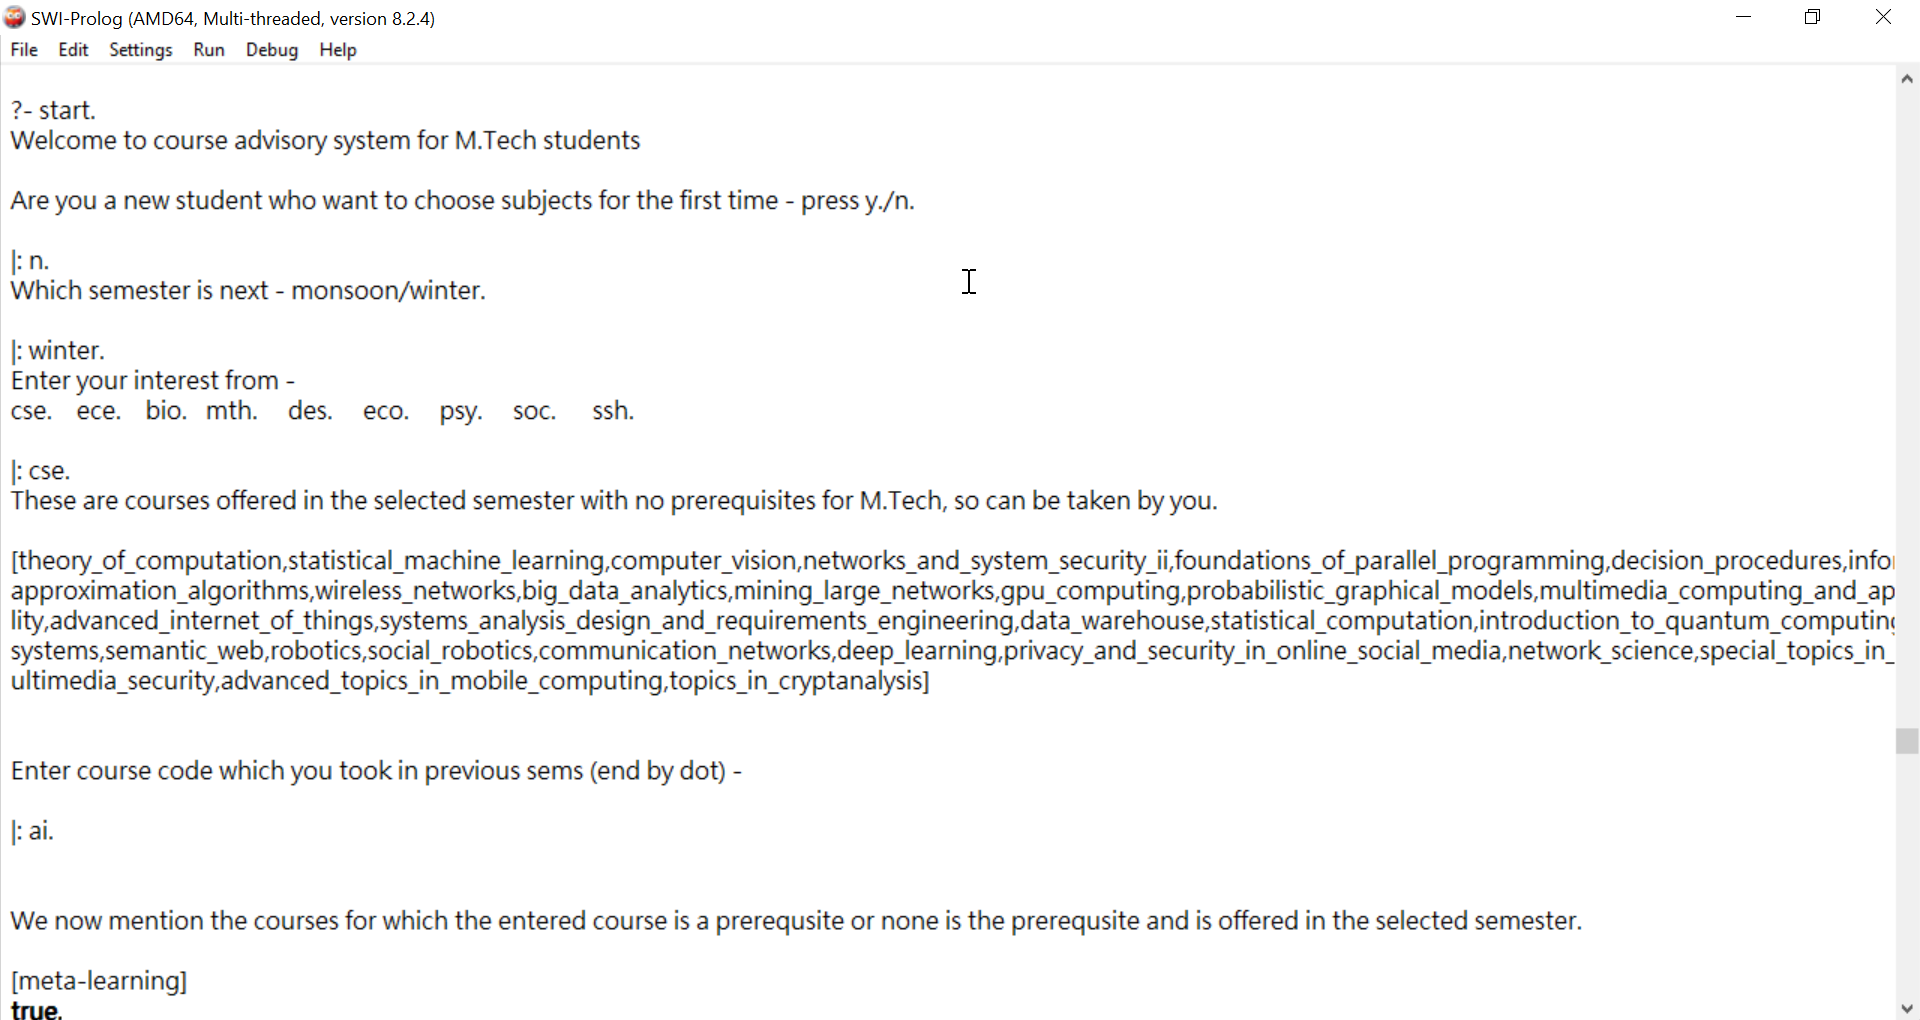 SWI-Prolog (AMD64, Multi-threaded, version 8.2.4)
File Edit Settings Run Debug Help
?- start.
Welcome to course advisory system for M.Tech students
Are you a new student who want to choose subjects for the first time - press y./n.
|: n.
Which semester is next - monsoon/winter.
|: winter.
Enter your interest from -
cse. ece. bio. mth. des. eco. psy. soc. ssh.
|: cse.
These are courses offered in the selected semester with no prerequisites for M.Tech, so can be taken by you.
[theory_of_computation,statistical_machine_learning,computer_vision,networks_and_system_security_ii,foundations_of_parallel_programming,decision_procedures,
approximation_algorithms,wireless_networks,big_data_analytics,mining_large_networks,gpu_computing,probabilistic_graphical_models,multimedia_computing_and_ap
lity,advanced_internet_of_things,systems_analysis_design_and_requirements_engineering,data_warehouse,statistical_computation,introduction_to_quantum_computin
systems,semantic_web,robotics,social_robotics,communication_networks,deep_learning,privacy_and_security_in_online_social_media,network_science,special_topics_in_
ultimedia_security,advanced_topics_in_mobile_computing,topics_in_cryptanalysis]
Enter course code which you took in previous sems (end by dot) -
|: ai.
We now mention the courses for which the entered course is a prerequsite or none is the prerequsite and is offered in the selected semester.
[meta-learning]
true.